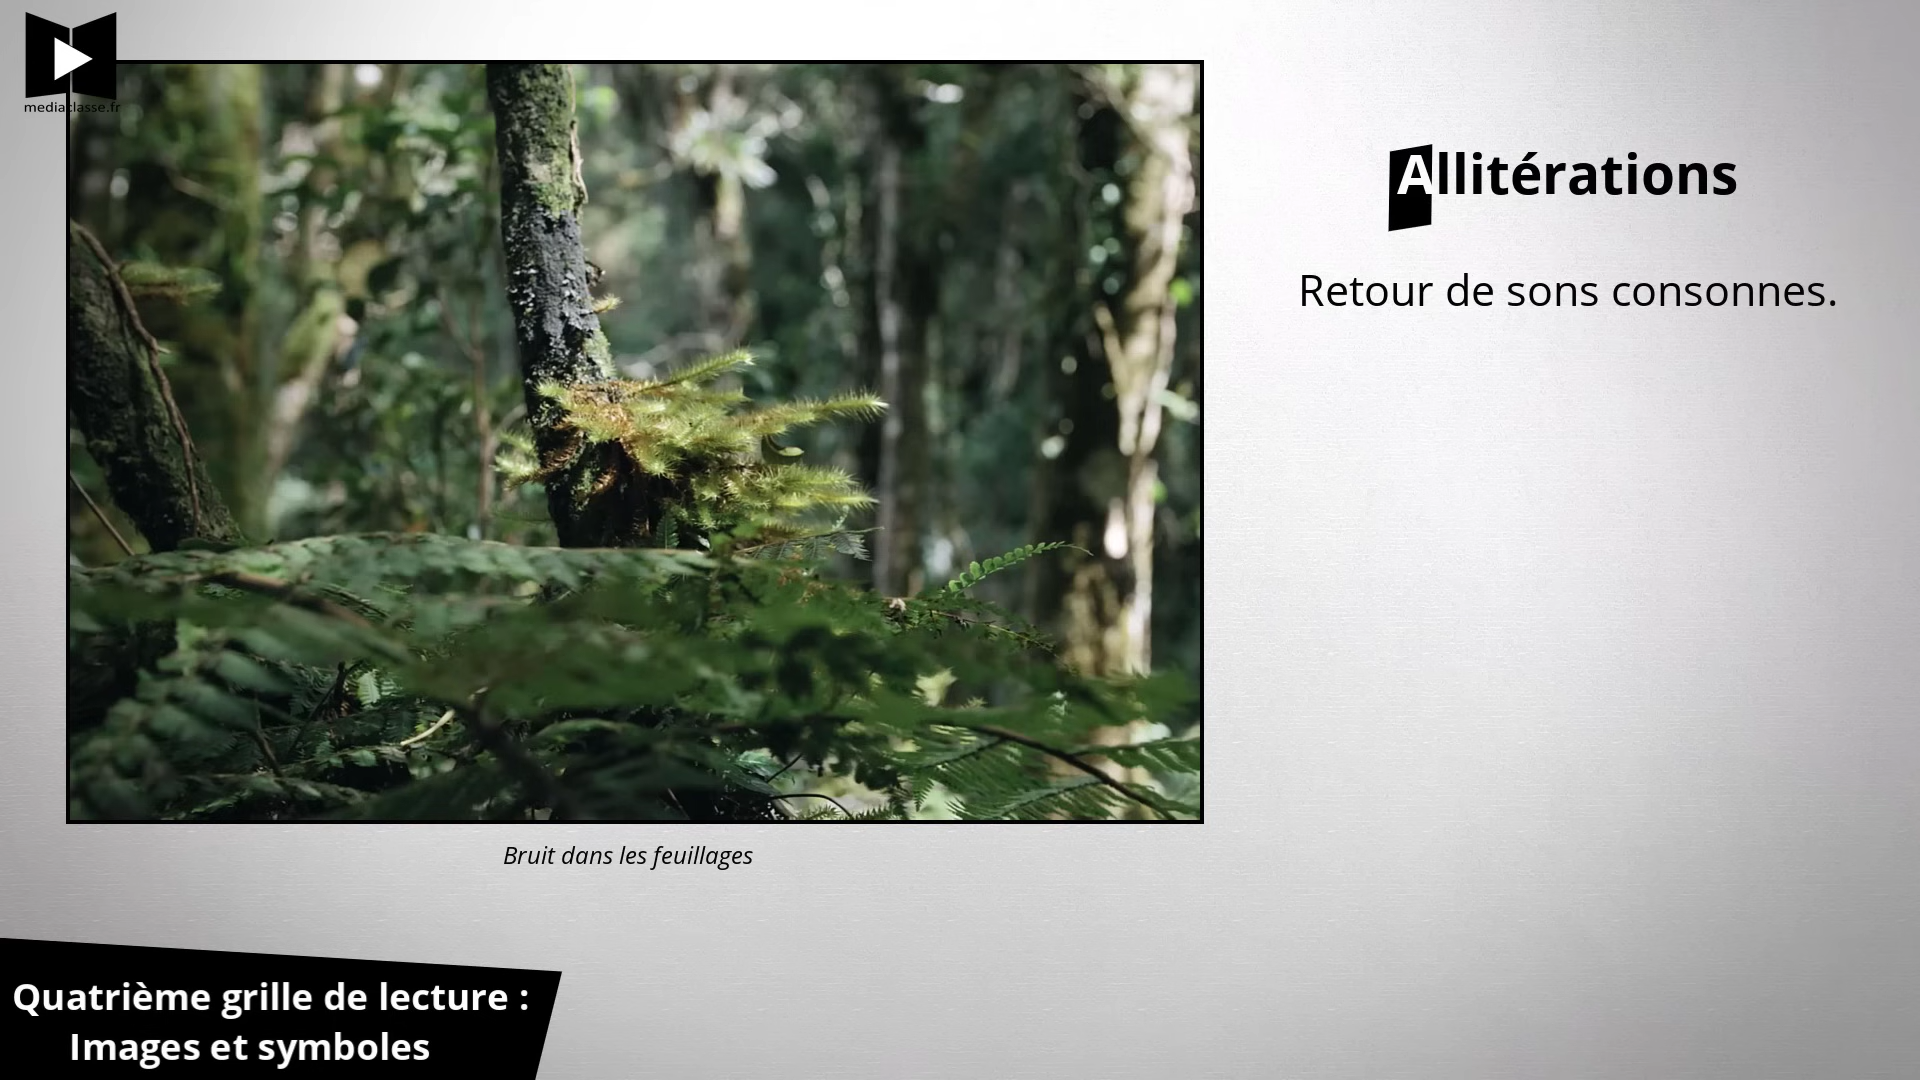 mediaclasse.fr
Allitérations
Retour de sons consonnes.
Bruit dans les feuillages
Quatrième grille de lecture :
Images et symboles